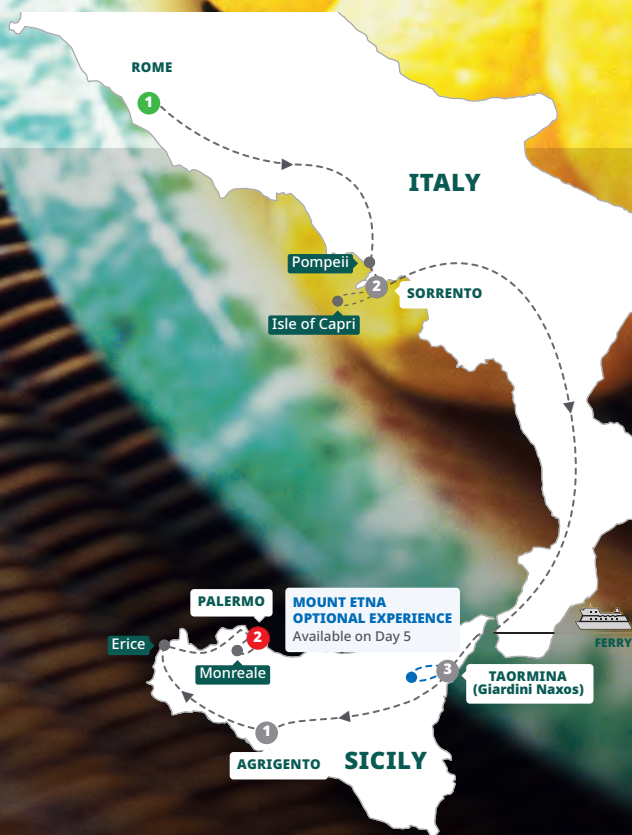 ROME
1
ITALY
Pompeii
2
SORRENTO
Isle of Capri
PALERMO
MOUNT ETNA
OPTIONAL EXPERIENCE
Available on Day 5
2
Erice
Monreale
FERRY
3
TAORMINA
(Giardini Naxos)
1
AGRIGENTO
SICILY